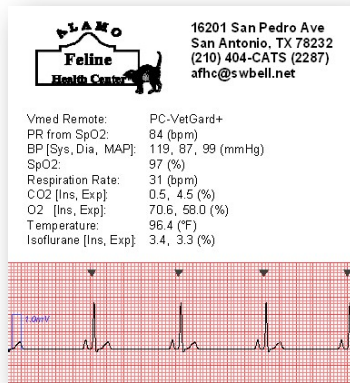 ALAMO
Feline
Health Center
16201 San Pedro Ave
San Antonio, TX 78232
(210) 404-CATS (2287)
afhc@swbell.net
Vmed Remote: PC-VetGard+
PR from SpO2: 84 (bpm)
BP [Sys, Dia, MAP]: 119, 87, 99 (mmHg)
SpO2: 97 (%)
Respiration Rate: 31 (bpm)
CO2 [Ins, Exp]: 0.5, 4.5 (%)
O2 [Ins, Exp]: 70.6, 58.0 (%)
Temperature: 96.4 (°F)
Isoflurane [Ins, Exp]: 3.4, 3.3 (%)
1.0mV